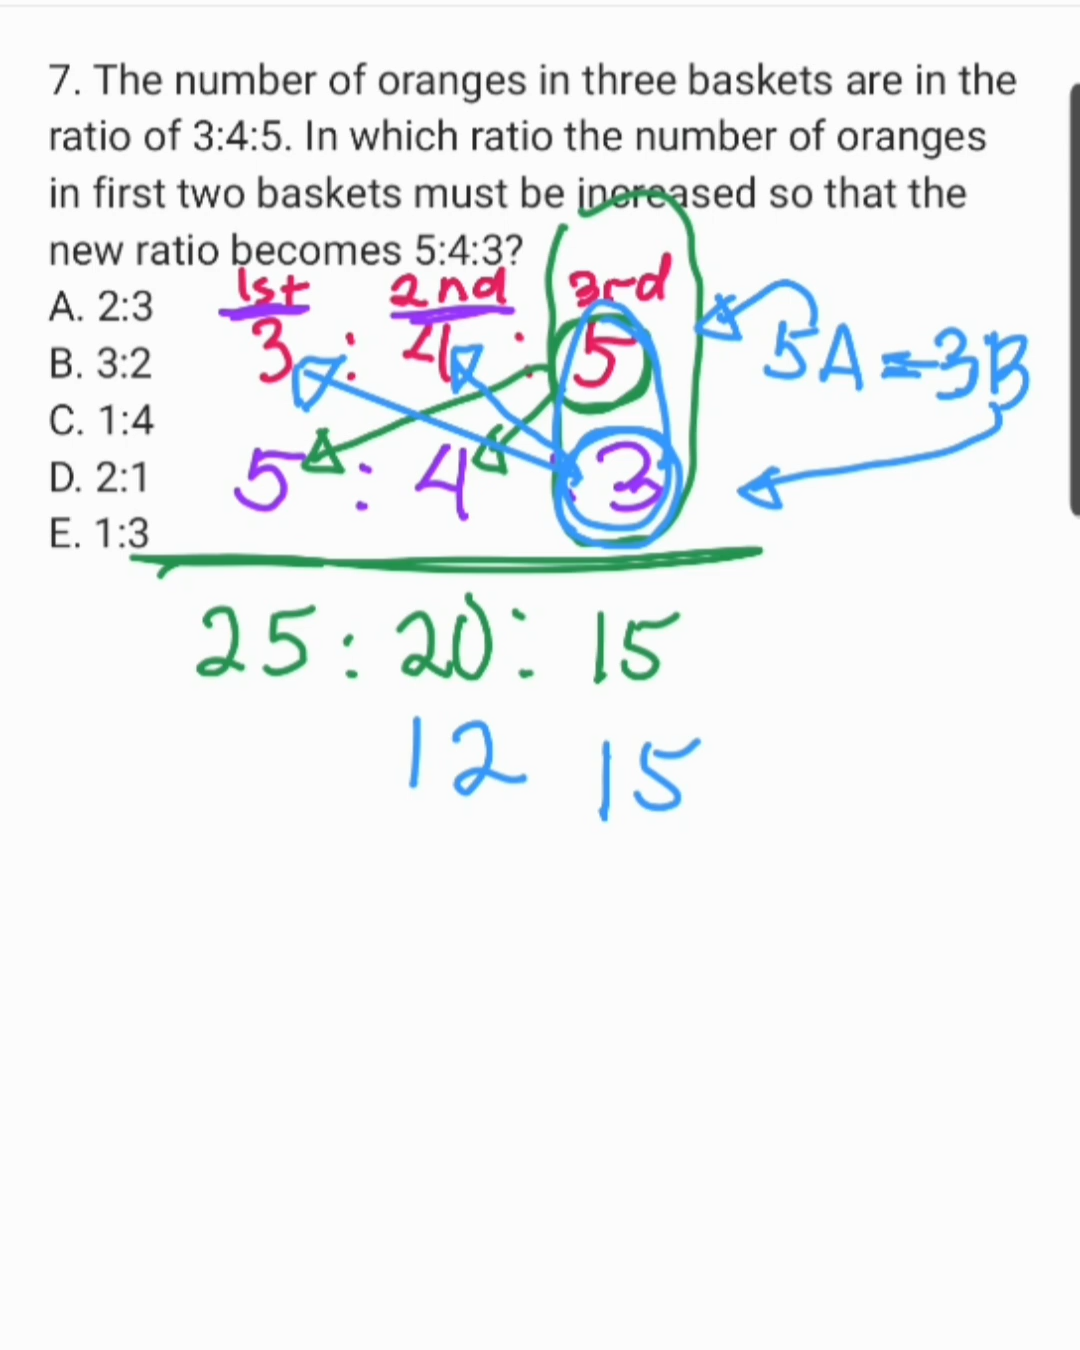 7. The number of oranges in three baskets are in the
ratio of 3:4:5. In which ratio the number of oranges
in first two baskets must be increased so that the
new ratio becomes 5:4:3?
A. 2:3
B. 3:2
C. 1:4
D. 2:1
E. 1:3
1st 2nd 3rd
3 : 4 : 5
5A = 3B
5 : 4 : 3
25 : 20 : 15
12 15